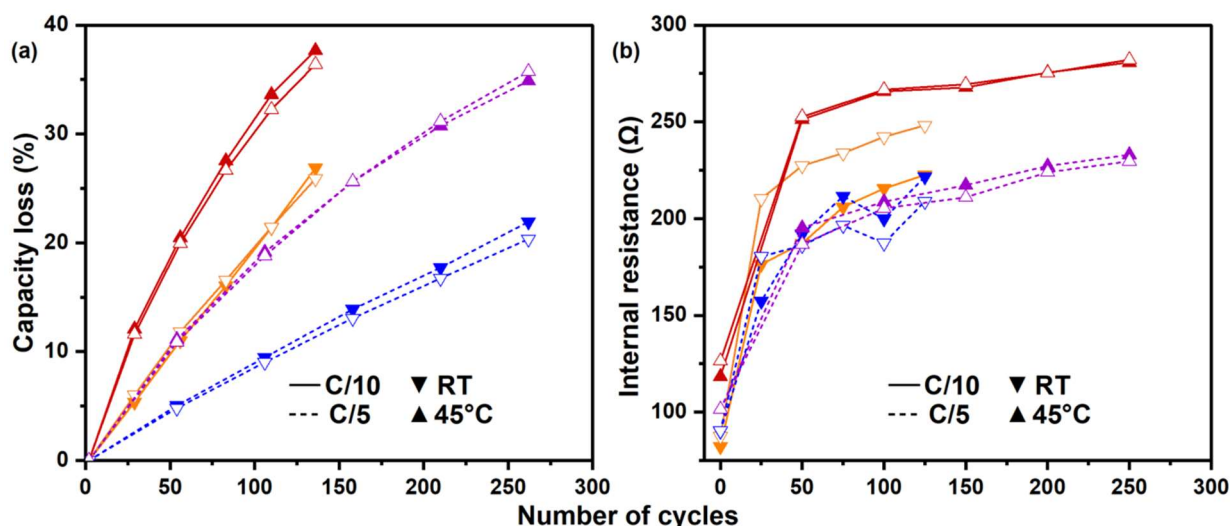 (a)
Capacity loss (%)
40
30
20
10
0
0 50 100 150 200 250 300
C/10 RT
C/5 45°C
(b)
Internal resistance (Ω)
300
250
200
150
100
0 50 100 150 200 250 300
C/10 RT
C/5 45°C
Number of cycles